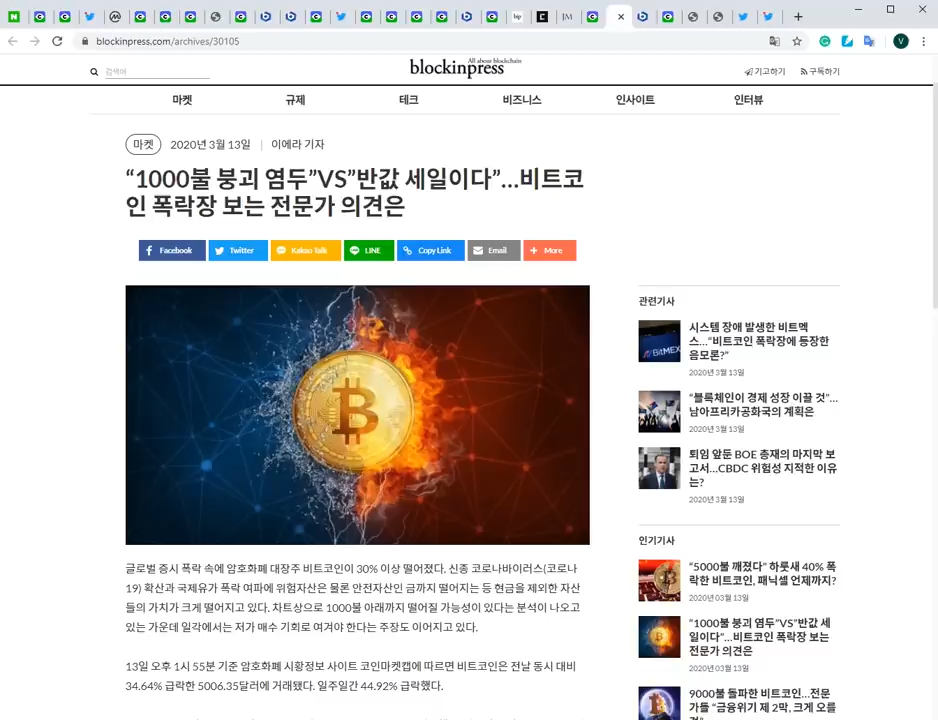 blockinpress.com/archives/30105
V
검색어
All about blockchain
blockinpress
기고하기
구독하기
마켓
규제
테크
비즈니스
인사이트
인터뷰
마켓
2020년 3월 13일 | 이에라 기자
“1000불 붕괴 염두”VS”반값 세일이다”…비트코
인 폭락장 보는 전문가 의견은
Facebook
Twitter
Kakao Talk
LINE
Copy Link
Email
More
글로벌 증시 폭락 속에 암호화폐 대장주 비트코인이 30% 이상 떨어졌다. 신종 코로나바이러스(코로나
19) 확산과 국제유가 폭락 여파에 위험자산은 물론 안전자산인 금까지 떨어지는 등 현금을 제외한 자산
들의 가치가 크게 떨어지고 있다. 차트상으로 1000불 아래까지 떨어질 가능성이 있다는 분석이 나오고
있는 가운데 일각에서는 저가 매수 기회로 여겨야 한다는 주장도 이어지고 있다.
13일 오후 1시 55분 기준 암호화폐 시황정보 사이트 코인마켓캡에 따르면 비트코인은 전날 동시 대비
34.64% 급락한 5006.35달러에 거래됐다. 일주일간 44.92% 급락했다.
관련기사
BitMEX
시스템 장애 발생한 비트멕
스…“비트코인 폭락장에 등장한
음모론?”
2020년 3월 13일
“블록체인이 경제 성장 이끌 것”…
남아프리카공화국의 계획은
2020년 3월 13일
퇴임 앞둔 BOE 총재의 마지막 보
고서…CBDC 위험성 지적한 이유
는?
2020년 3월 13일
인기기사
“5000불 깨졌다” 하룻새 40% 폭
락한 비트코인, 패닉셀 언제까지?
2020년 03월 13일
“1000불 붕괴 염두”VS”반값 세
일이다”…비트코인 폭락장 보는
전문가 의견은
2020년 03월 13일
9000불 돌파한 비트코인…전문
가들 “금융위기 제 2막, 크게 오를